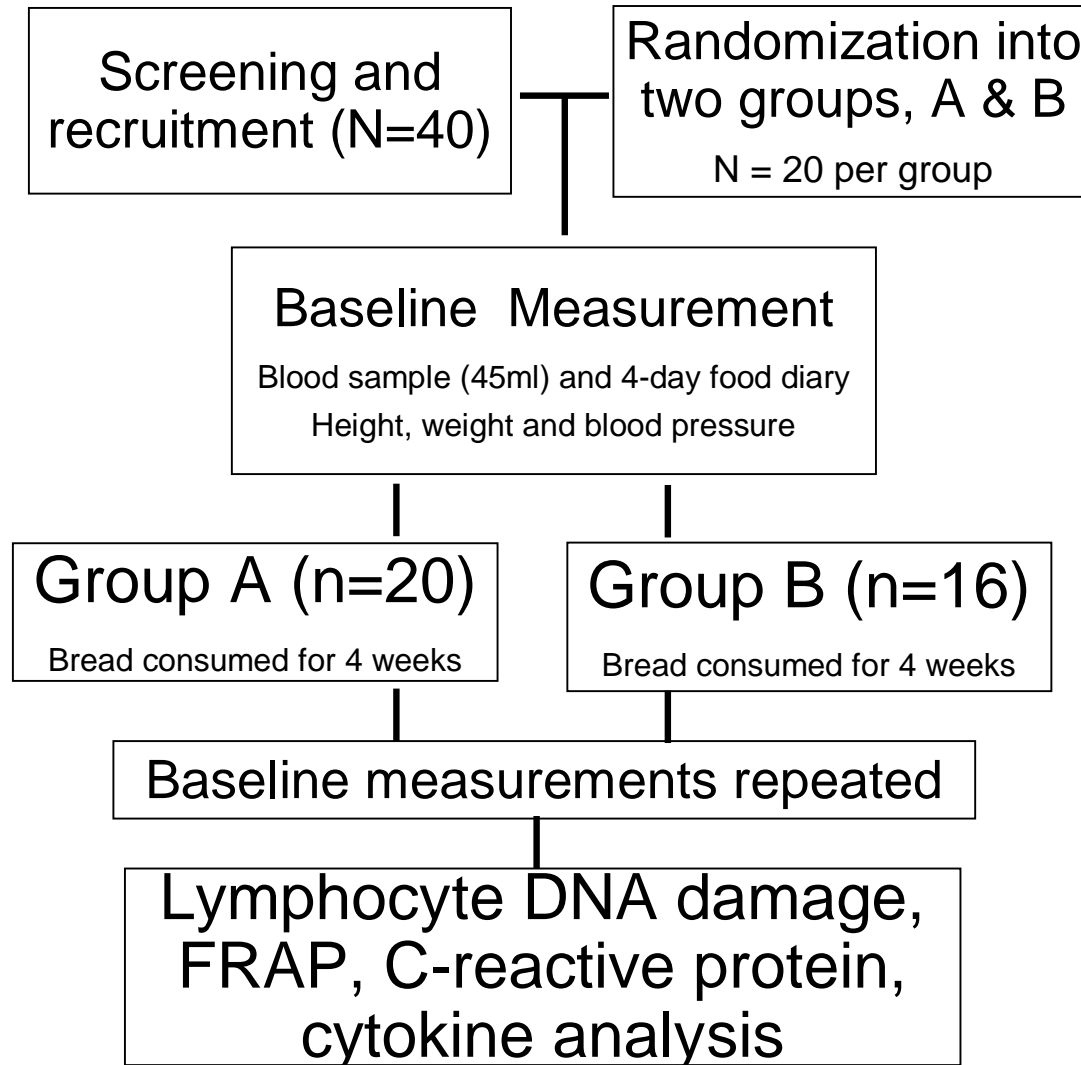 Screening and
recruitment (N=40)
Randomization into
two groups, A & B
N = 20 per group
Baseline  Measurement
Blood sample (45ml) and 4-day food diary
Height, weight and blood pressure
Group A (n=20)
Bread consumed for 4 weeks
Group B (n=16)
Bread consumed for 4 weeks
Baseline measurements repeated
Lymphocyte DNA damage,
FRAP, C-reactive protein,
cytokine analysis